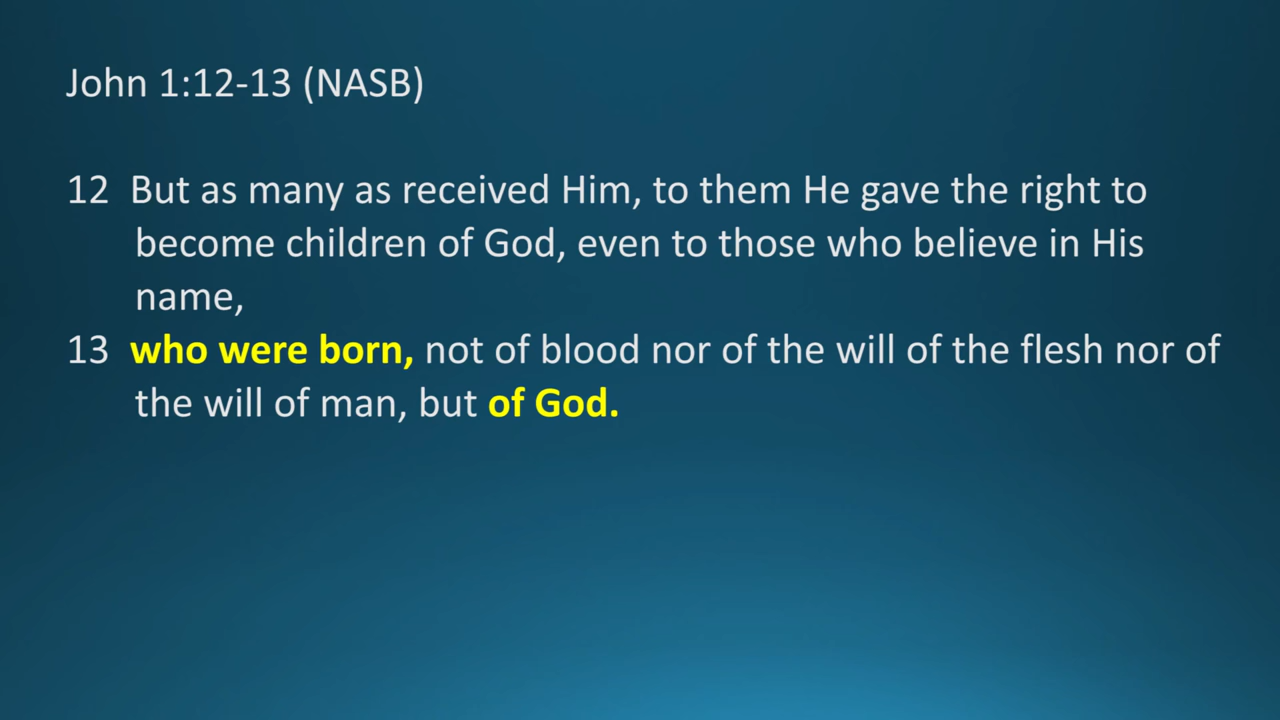 John 1:12-13 (NASB)
12 But as many as received Him, to them He gave the right to
become children of God, even to those who believe in His
name,
13 who were born, not of blood nor of the will of the flesh nor of
the will of man, but of God.